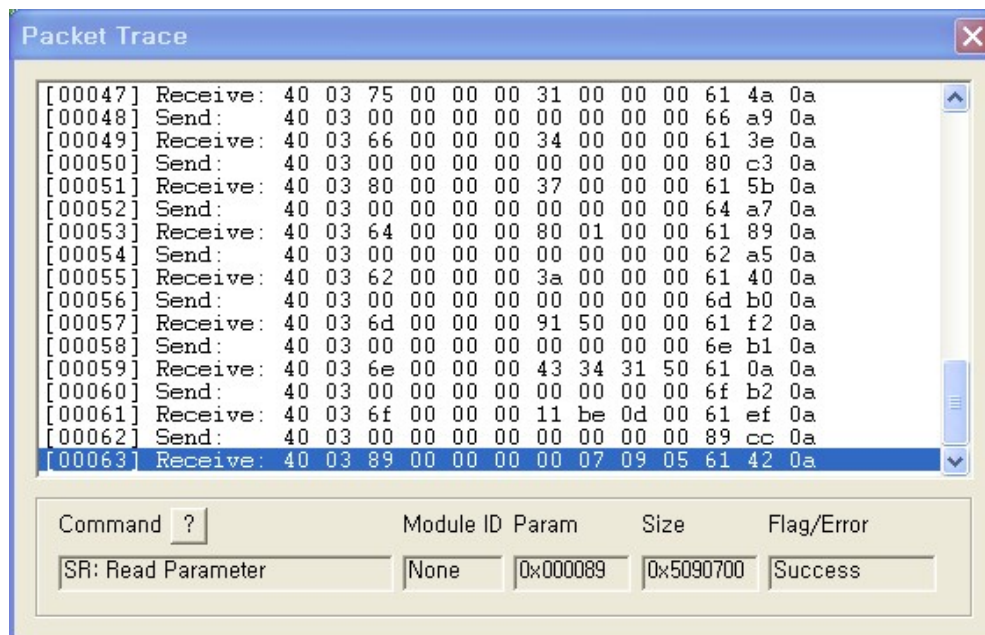 Packet Trace
[00047] Receive: 40 03 75 00 00 00 31 00 00 00 61 4a 0a
[00048] Send: 40 03 00 00 00 00 00 00 00 00 66 a9 0a
[00049] Receive: 40 03 66 00 00 00 34 00 00 00 61 3e 0a
[00050] Send: 40 03 00 00 00 00 00 00 00 00 80 c3 0a
[00051] Receive: 40 03 80 00 00 00 37 00 00 00 61 5b 0a
[00052] Send: 40 03 00 00 00 00 00 00 00 00 64 a7 0a
[00053] Receive: 40 03 64 00 00 00 80 01 00 00 61 89 0a
[00054] Send: 40 03 00 00 00 00 00 00 00 00 62 a5 0a
[00055] Receive: 40 03 62 00 00 00 3a 00 00 00 61 40 0a
[00056] Send: 40 03 00 00 00 00 00 00 00 00 6d b0 0a
[00057] Receive: 40 03 6d 00 00 00 91 50 00 00 61 f2 0a
[00058] Send: 40 03 00 00 00 00 00 00 00 00 6e b1 0a
[00059] Receive: 40 03 6e 00 00 00 43 34 31 50 61 0a 0a
[00060] Send: 40 03 00 00 00 00 00 00 00 00 6f b2 0a
[00061] Receive: 40 03 6f 00 00 00 11 be 0d 00 61 ef 0a
[00062] Send: 40 03 00 00 00 00 00 00 00 00 89 cc 0a
[00063] Receive: 40 03 89 00 00 00 00 07 09 05 61 42 0a
Command ? Module ID Param Size Flag/Error
SR: Read Parameter None 0x000089 0x5090700 Success